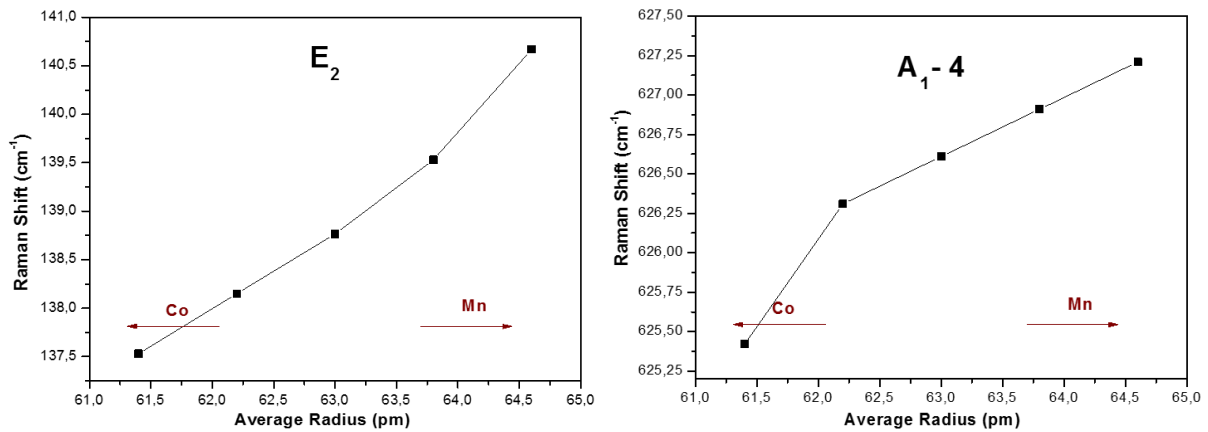 141,0
140,5
140,0
139,5
139,0
138,5
138,0
137,5
Raman Shift (cm⁻¹)
E₂
Co
Mn
61,0 61,5 62,0 62,5 63,0 63,5 64,0 64,5 65,0
Average Radius (pm)
627,50
627,25
627,00
626,75
626,50
626,25
626,00
625,75
625,50
625,25
Raman Shift (cm⁻¹)
A₁- 4
Co
Mn
61,0 61,5 62,0 62,5 63,0 63,5 64,0 64,5 65,0
Average Radius (pm)